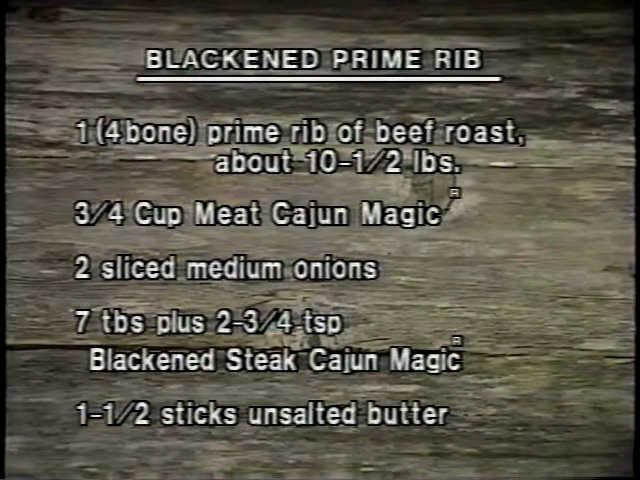 BLACKENED PRIME RIB
1 (4 bone) prime rib of beef roast,
about 10-1/2 lbs.
3/4 Cup Meat Cajun Magic®
2 sliced medium onions
7 tbs plus 2-3/4 tsp
Blackened Steak Cajun Magic®
1-1/2 sticks unsalted butter